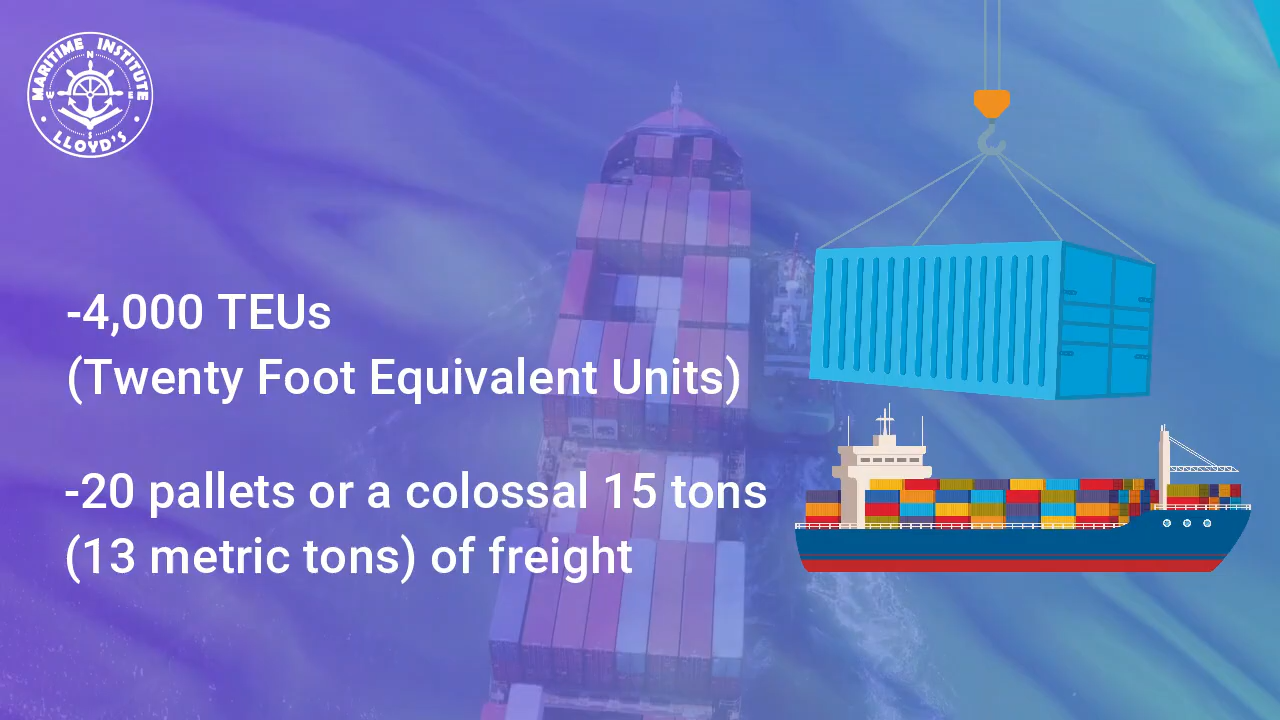 MARITIME INSTITUTE
N
W E
S
LLOYD'S
-4,000 TEUs
(Twenty Foot Equivalent Units)
-20 pallets or a colossal 15 tons
(13 metric tons) of freight